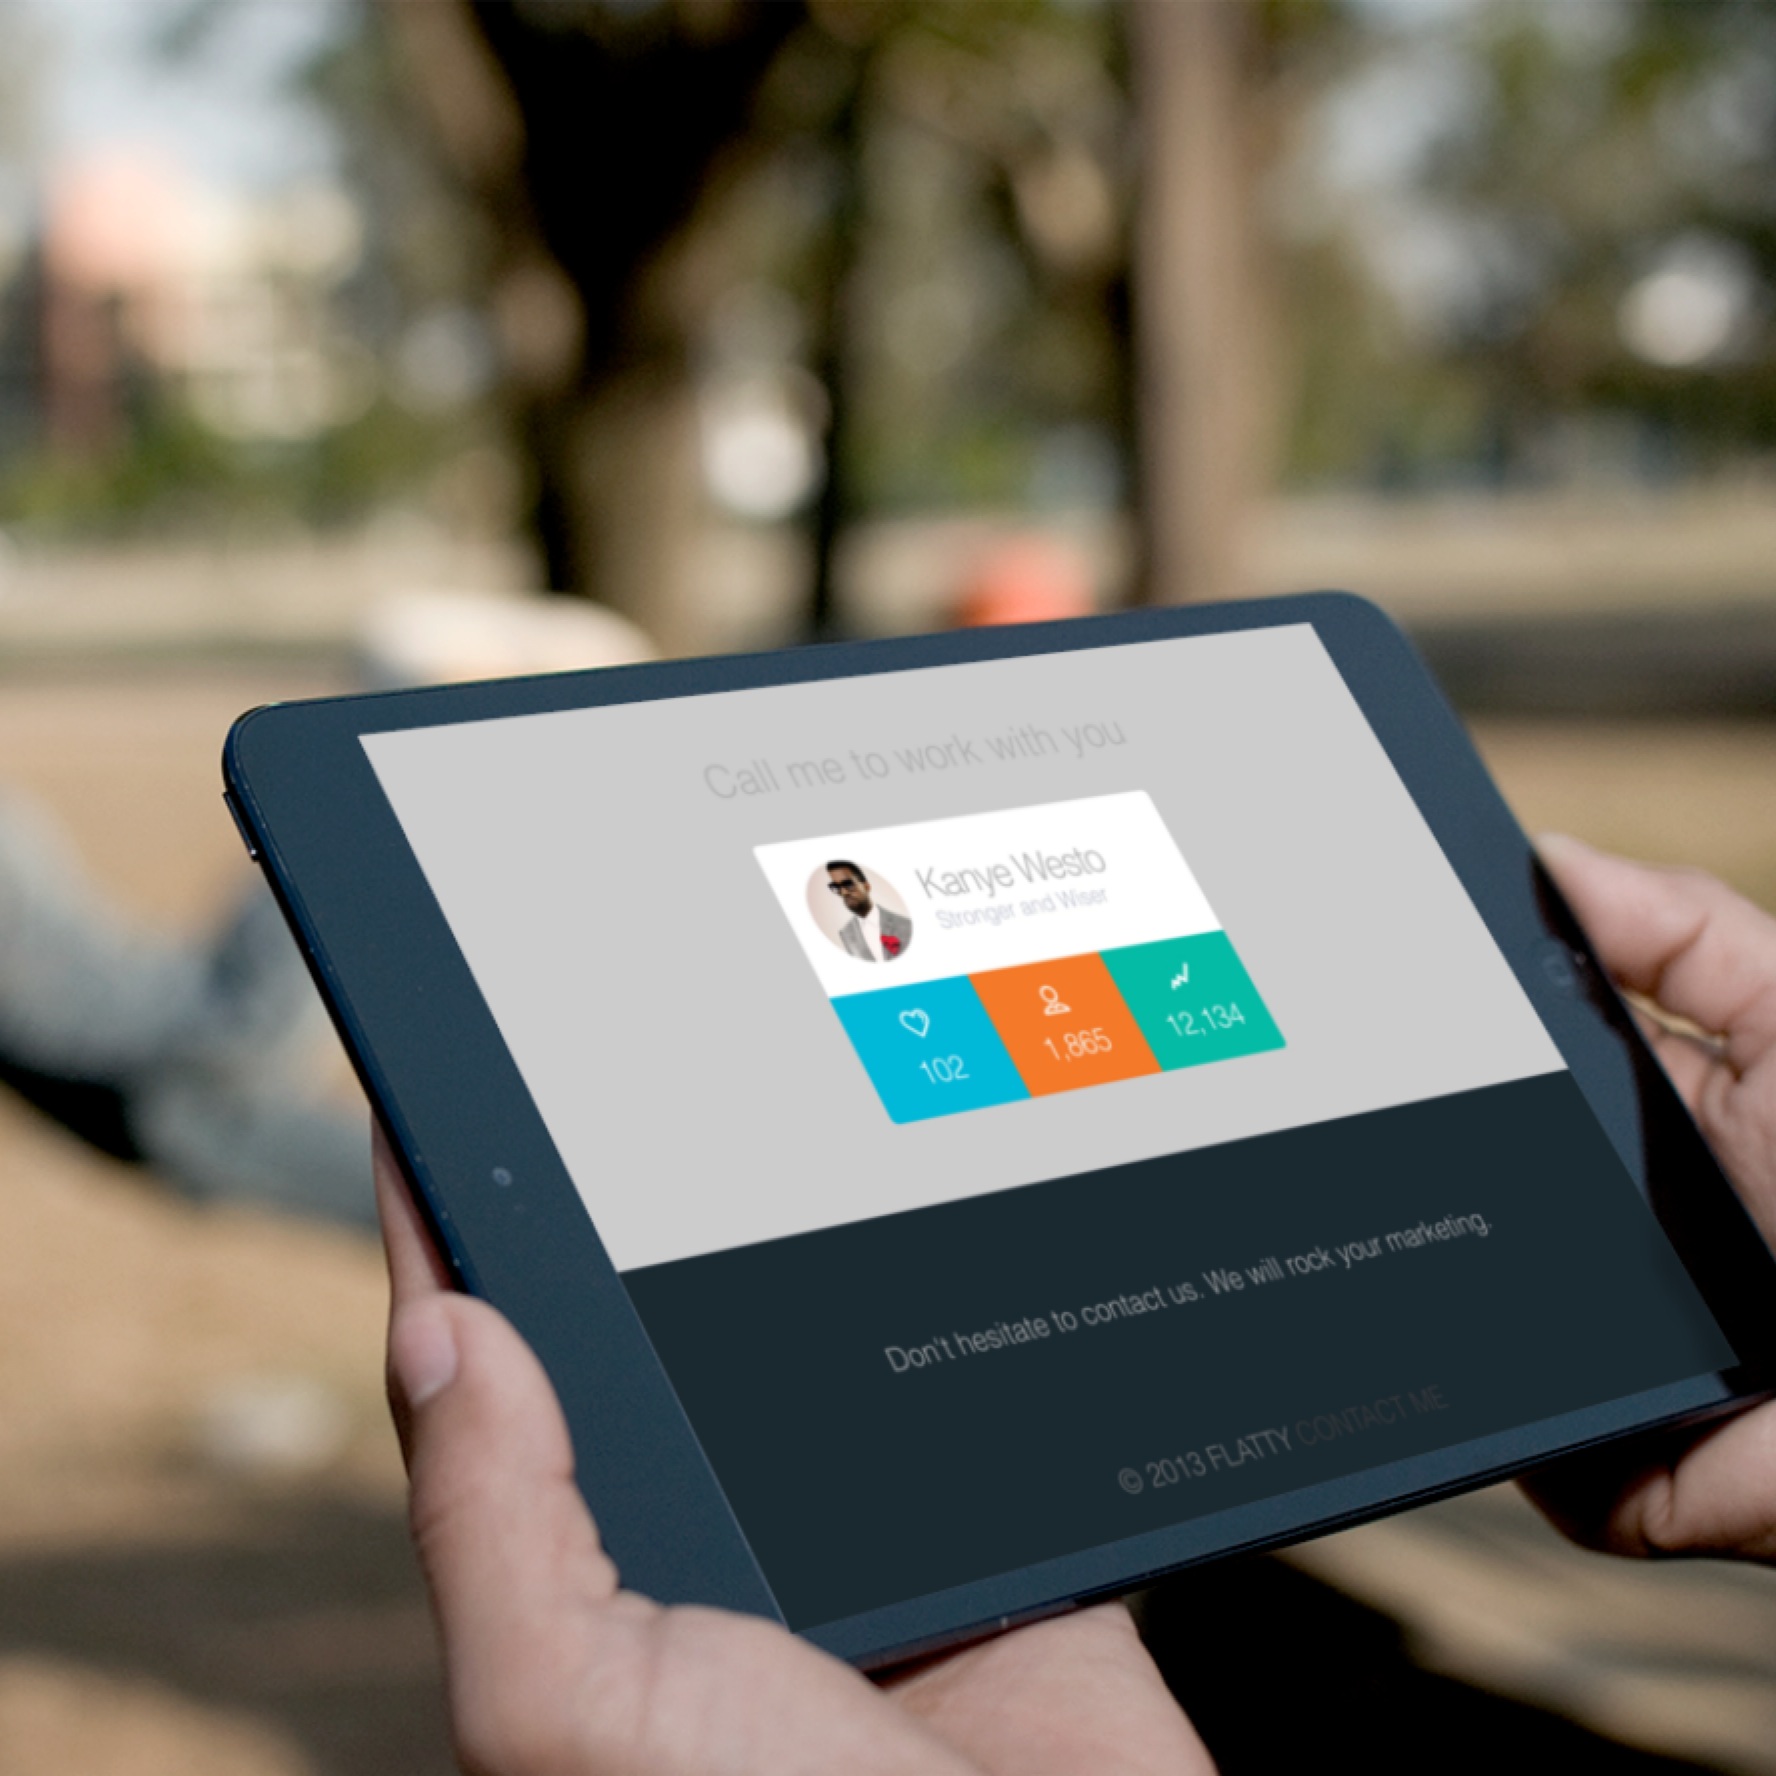 Call me to work with you
Kanye Westo
Stronger and Wiser
102
1,865
12,134
Don't hesitate to contact us. We will rock your marketing.
© 2013 FLATTY CONTACT ME